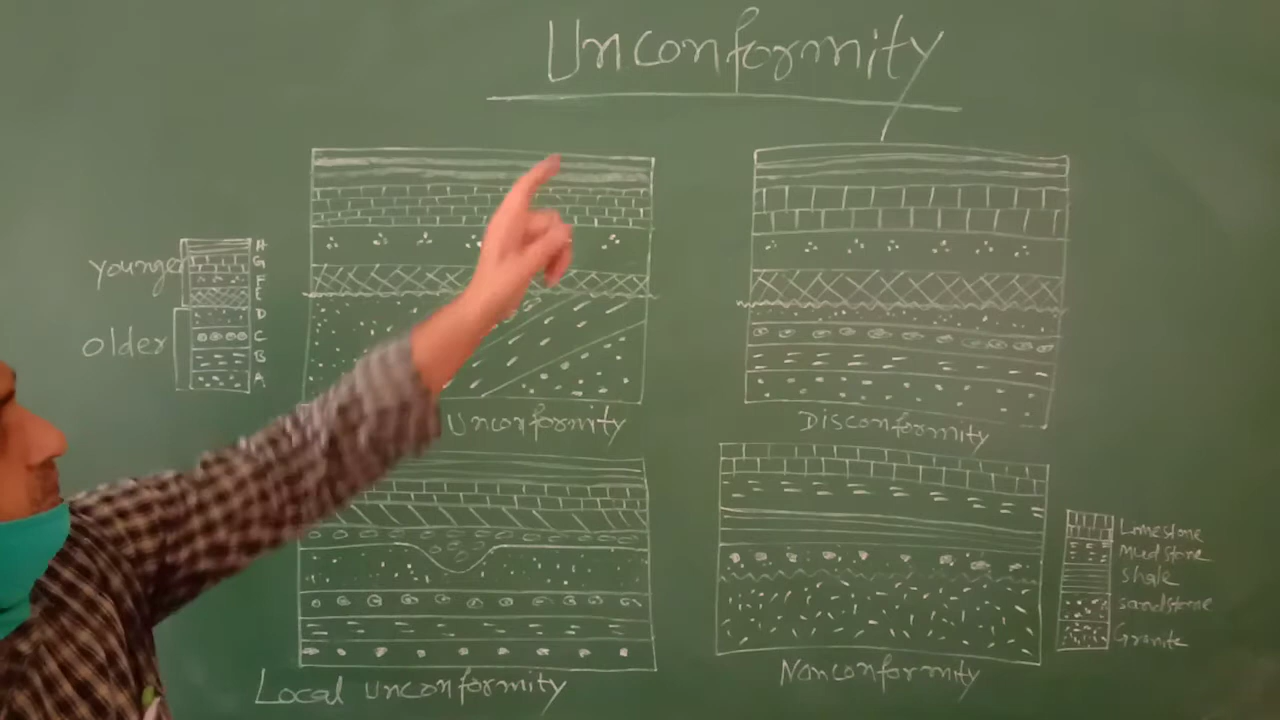 Unconformity
younger
older
H
G
F
E
D
C
B
A
Unconformity
Disconformity
Local unconformity
Nonconformity
Limestone
Mudstone
Shale
Sandstone
Granite